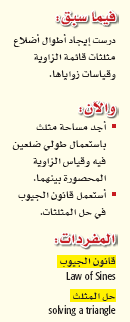 فيما سبق:
درست إيجاد أطوال أضلاع
مثلثات قائمة الزاوية
وقياسات زواياها.
والآن:
▪ أجد مساحة مثلث
باستعمال طولي ضلعين
فيه وقياس الزاوية
المحصورة بينهما.
▪ أستعمل قانون الجيوب
في حل المثلثات.
المفردات:
قانون الجيوب
Law of Sines
حل المثلث
solving a triangle